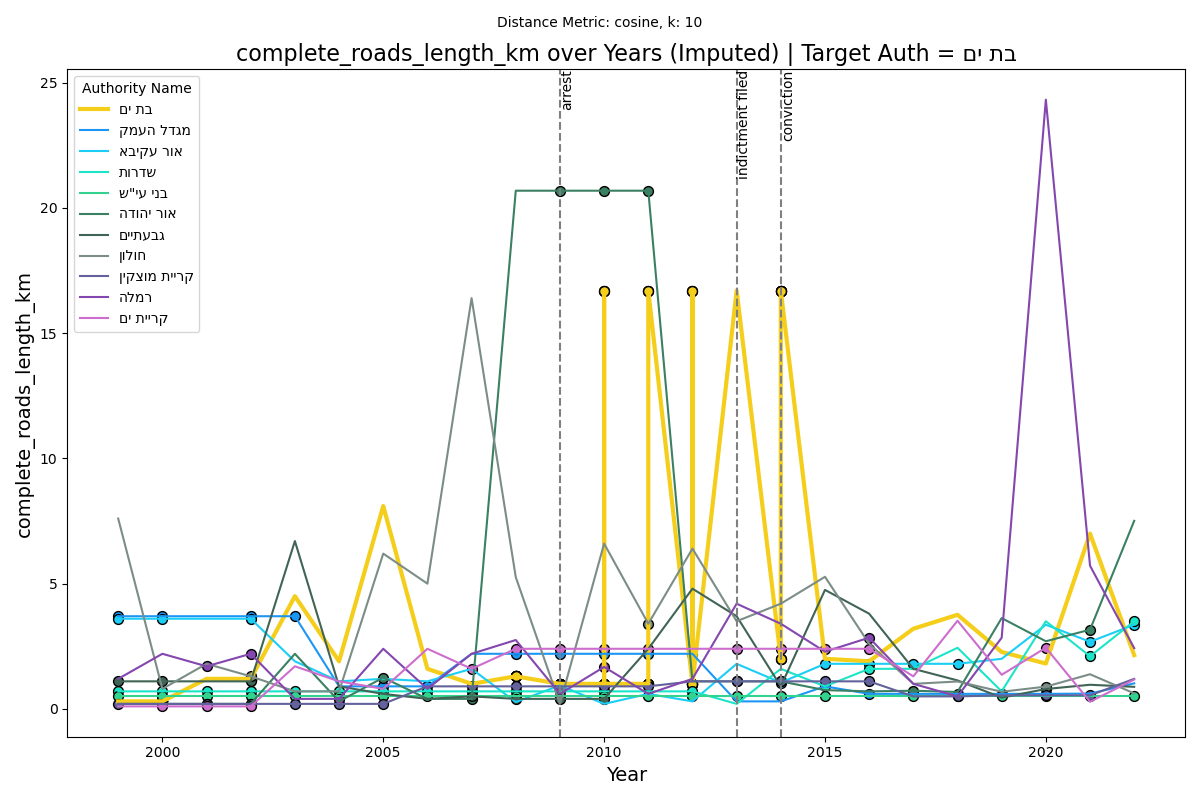 Distance Metric: cosine, k: 10
complete_roads_length_km over Years (Imputed) | Target Auth = בת ים
Authority Name
בת ים
מגדל העמק
אור עקיבא
שדרות
בני עי"ש
אור יהודה
גבעתיים
חולון
קריית מוצקין
רמלה
קריית ים
arrest
indictment filed
conviction
complete_roads_length_km
25
20
15
10
5
0
2000
2005
2010
2015
2020
Year